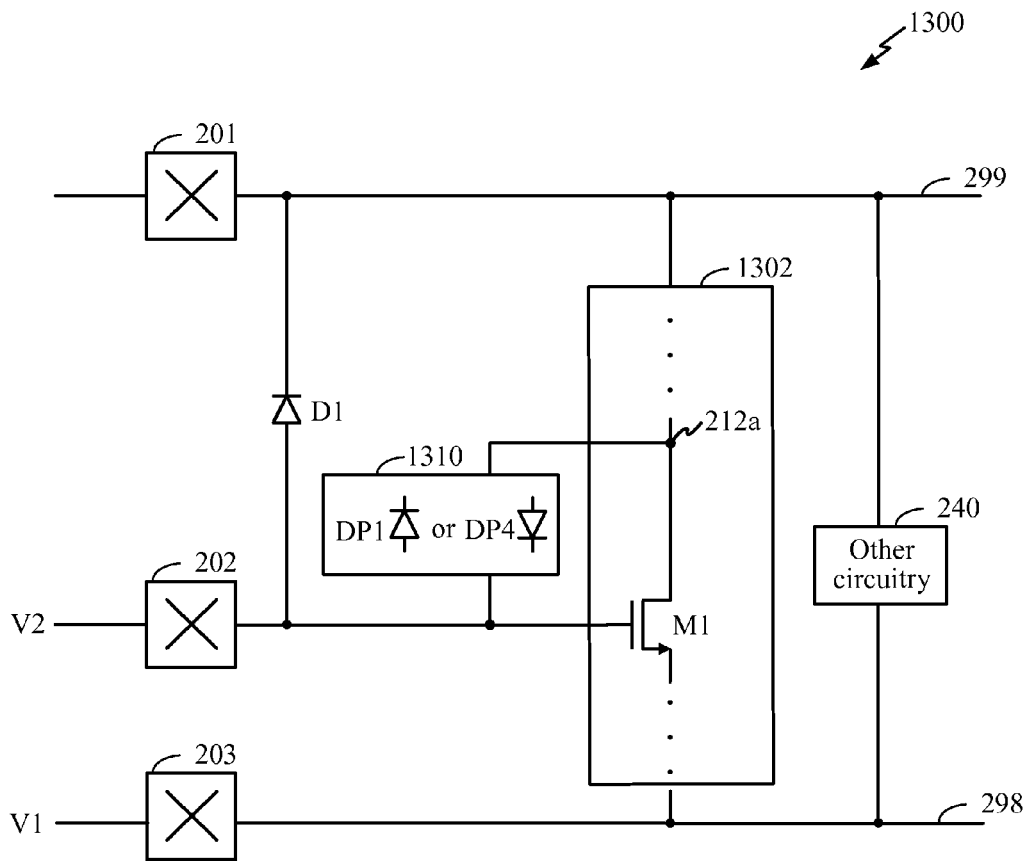 1300
201
299
1302
D1
212a
1310
DP1 or DP4
240
Other
circuitry
202
V2
M1
203
298
V1